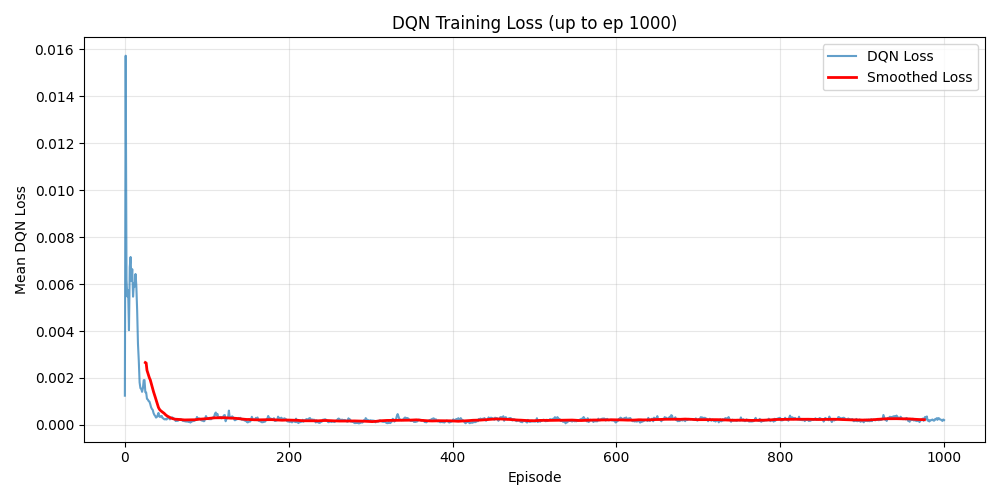 DQN Training Loss (up to ep 1000)
DQN Loss
Smoothed Loss
Mean DQN Loss
0.016
0.014
0.012
0.010
0.008
0.006
0.004
0.002
0.000
0 200 400 600 800 1000
Episode